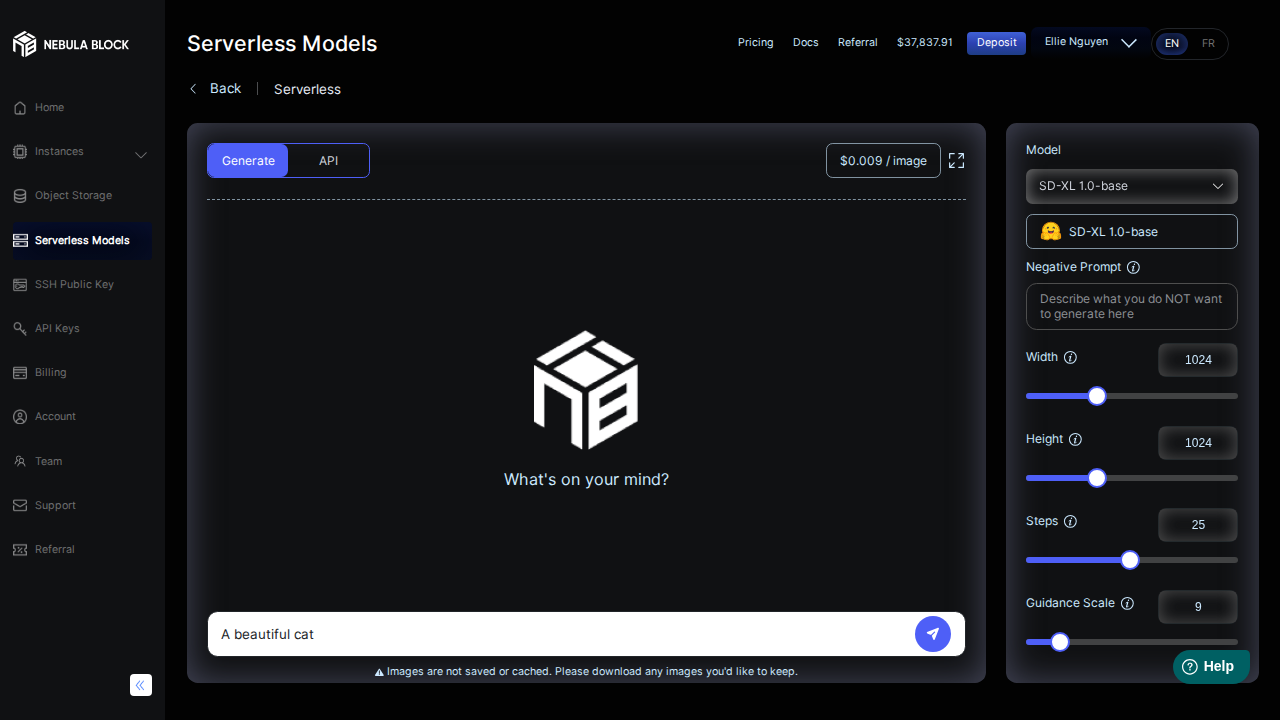 NEBULA BLOCK
Home
Instances
Object Storage
Serverless Models
SSH Public Key
API Keys
Billing
Account
Team
Support
Referral
Serverless Models
Pricing
Docs
Referral
$37,837.91
Deposit
Ellie Nguyen
EN
FR
Back
Serverless
Generate
API
$0.009 / image
What's on your mind?
A beautiful cat
Images are not saved or cached. Please download any images you'd like to keep.
Model
SD-XL 1.0-base
SD-XL 1.0-base
Negative Prompt
Describe what you do NOT want
to generate here
Width
1024
Height
1024
Steps
25
Guidance Scale
9
Help